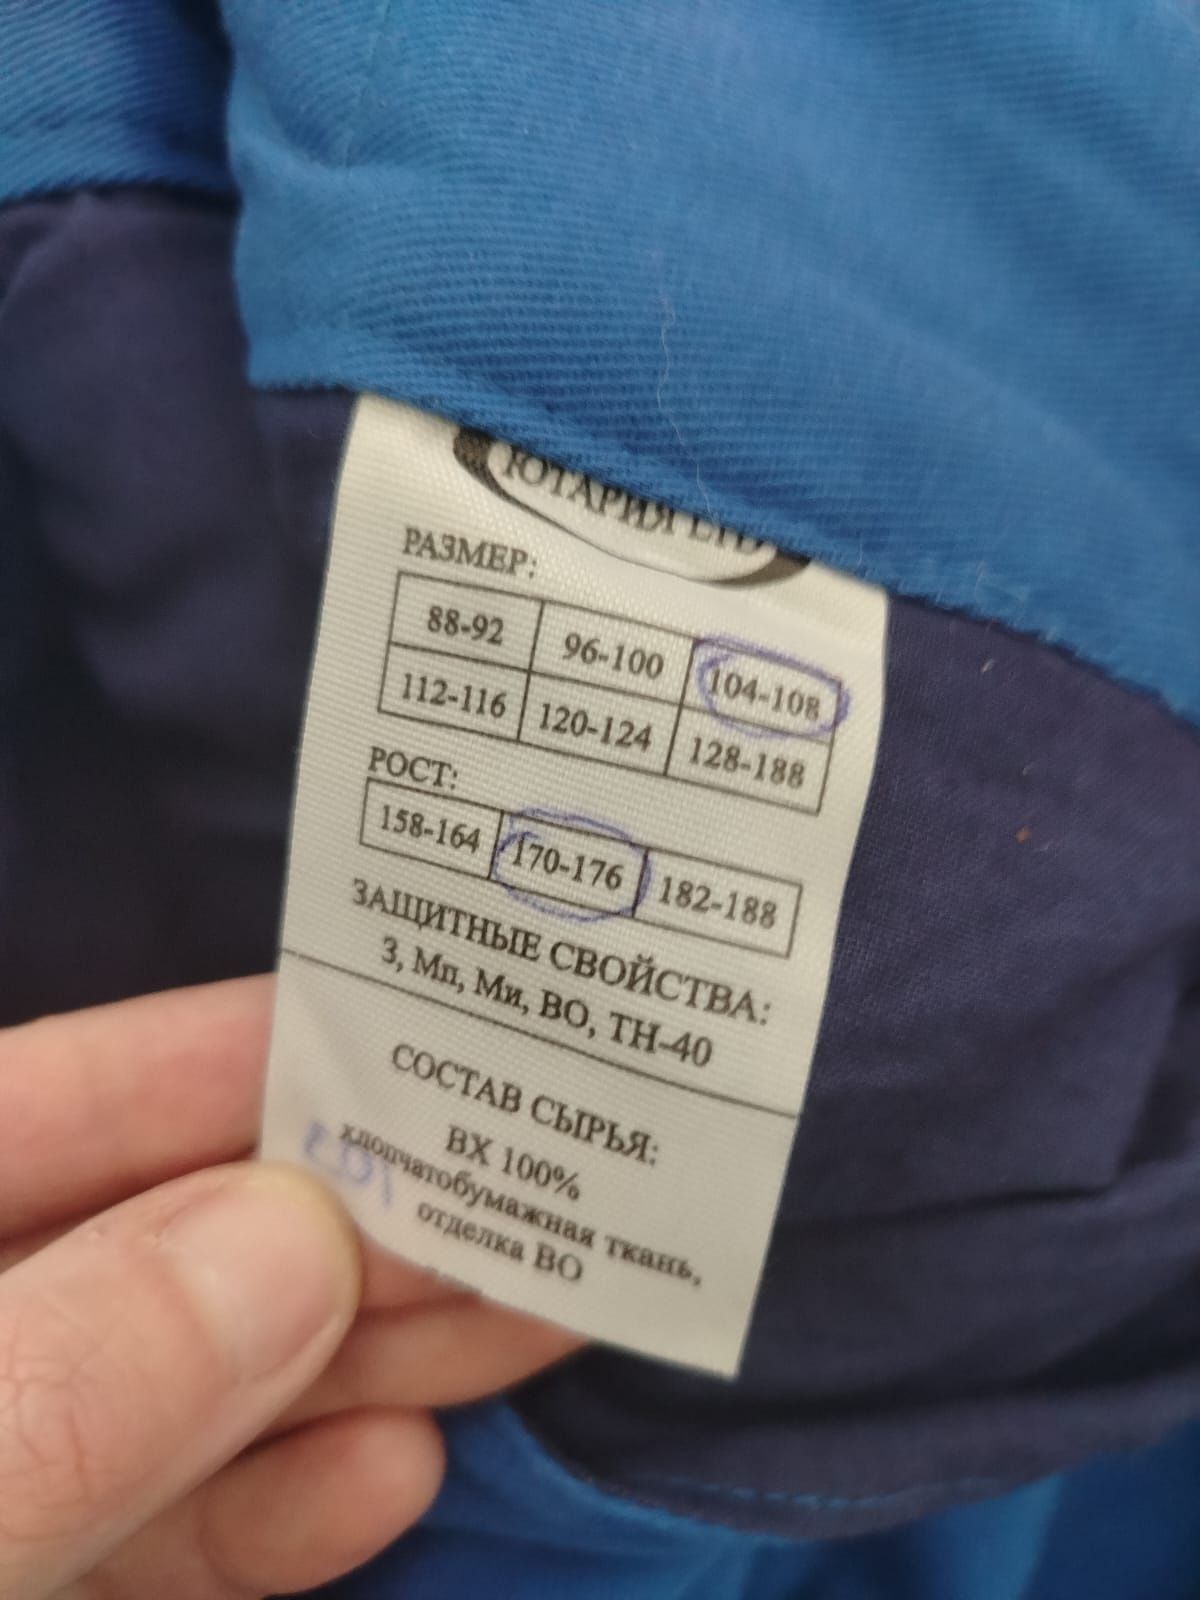 ЮТАРИЯ LTD
РАЗМЕР:
88-92 96-100 104-108
112-116 120-124 128-188
РОСТ:
158-164 170-176 182-188
ЗАЩИТНЫЕ СВОЙСТВА:
З, Мп, Ми, ВО, ТН-40
СОСТАВ СЫРЬЯ:
ВХ 100%
хлопчатобумажная ткань,
отделка ВО